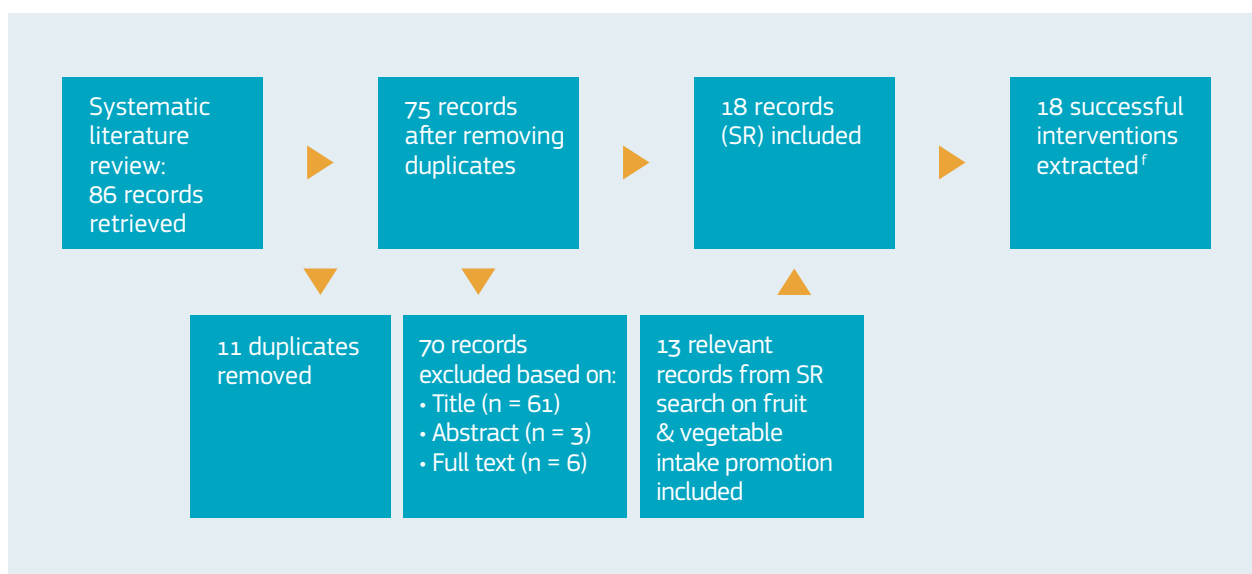 Systematic
literature
review:
86 records
retrieved
75 records
after removing
duplicates
18 records
(SR) included
18 successful
interventions
extracted f
11 duplicates
removed
70 records
excluded based on:
• Title (n = 61)
• Abstract (n = 3)
• Full text (n = 6)
13 relevant
records from SR
search on fruit
& vegetable
intake promotion
included